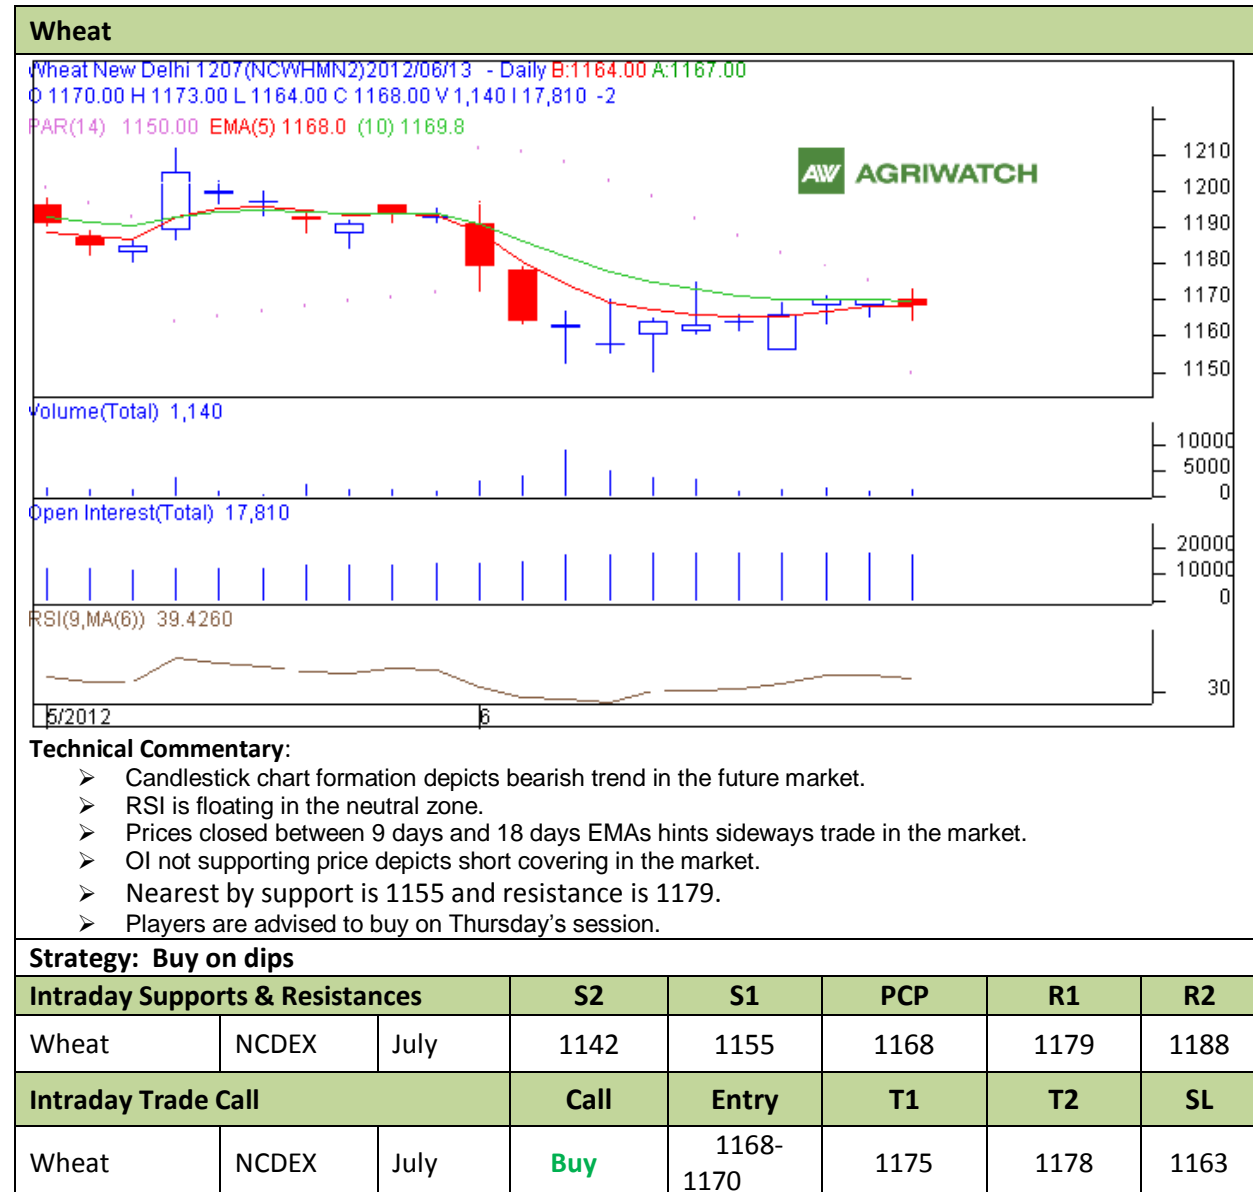 Wheat
Wheat New Delhi 1207(NCWHMN2)2012/06/13 - Daily B:1164.00 A:1167.00
O 1170.00 H 1173.00 L 1164.00 C 1168.00 V 1,140 I 17,810 -2
PAR(14) 1150.00 EMA(5) 1168.0 (10) 1169.8
AW AGRIWATCH
1210
1200
1190
1180
1170
1160
1150
Volume(Total) 1,140
10000
5000
0
Open Interest(Total) 17,810
20000
10000
0
RSI(9,MA(6)) 39.4260
30
5/2012 6
Technical Commentary:
➢ Candlestick chart formation depicts bearish trend in the future market.
➢ RSI is floating in the neutral zone.
➢ Prices closed between 9 days and 18 days EMAs hints sideways trade in the market.
➢ OI not supporting price depicts short covering in the market.
➢ Nearest by support is 1155 and resistance is 1179.
➢ Players are advised to buy on Thursday's session.
Strategy: Buy on dips
Intraday Supports & Resistances S2 S1 PCP R1 R2
Wheat NCDEX July 1142 1155 1168 1179 1188
Intraday Trade Call Call Entry T1 T2 SL
Wheat NCDEX July Buy 1168-
1170 1175 1178 1163